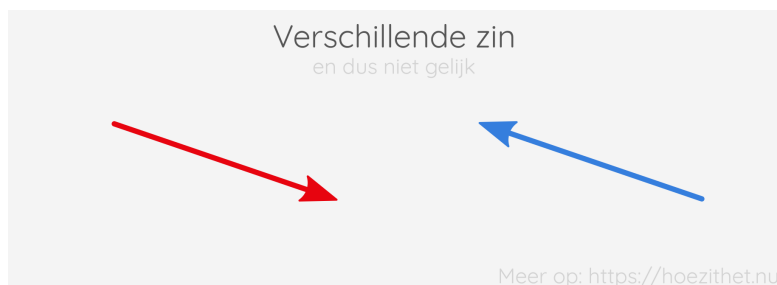 Verschillende zin
en dus niet gelijk
Meer op: https://hoezithet.nu